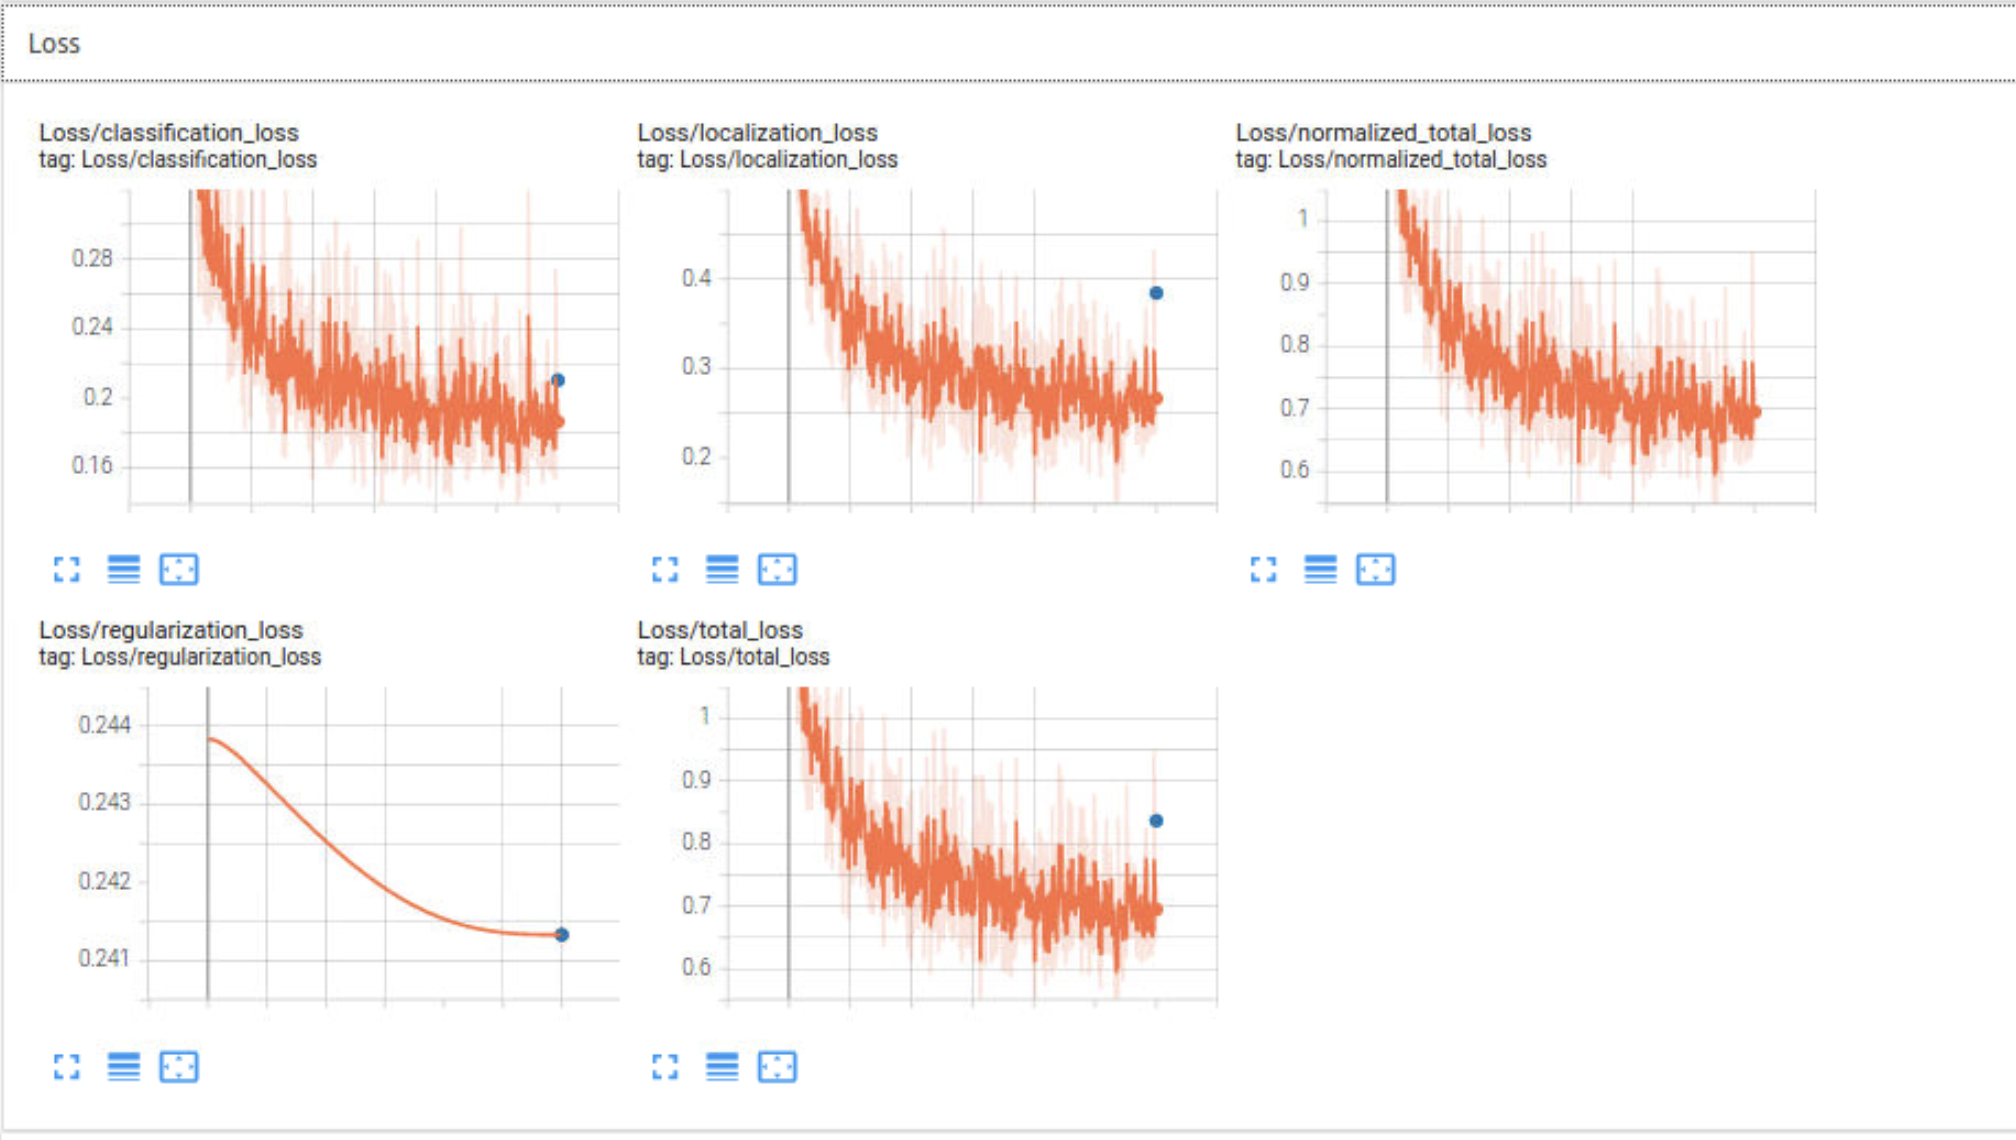 Loss
Loss/classification_loss
tag: Loss/classification_loss
0.28
0.24
0.2
0.16
Loss/localization_loss
tag: Loss/localization_loss
0.4
0.3
0.2
Loss/normalized_total_loss
tag: Loss/normalized_total_loss
1
0.9
0.8
0.7
0.6
Loss/regularization_loss
tag: Loss/regularization_loss
0.244
0.243
0.242
0.241
Loss/total_loss
tag: Loss/total_loss
1
0.9
0.8
0.7
0.6